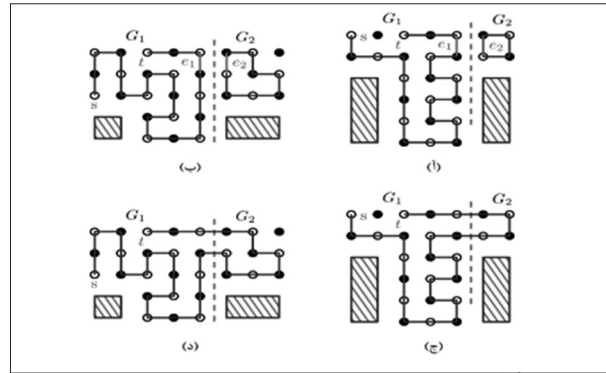 G₁ G₂
s t e₁ e₂
(أ)
G₁ G₂
t e₁ e₂ s
(ب)
G₁ G₂
s t
(ج)
G₁ G₂
t s
(د)